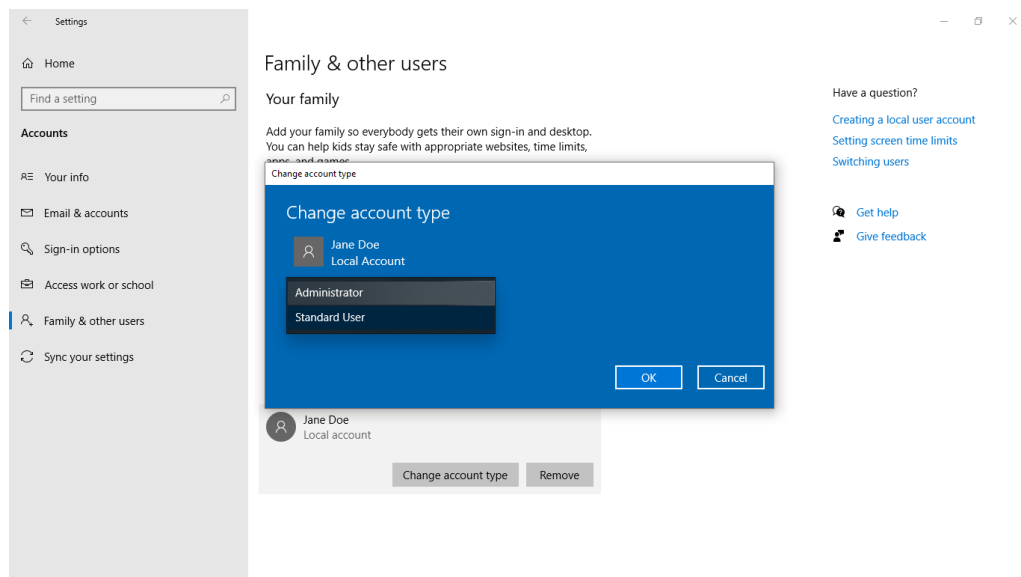 Settings
Home
Find a setting
Accounts
Your info
Email & accounts
Sign-in options
Access work or school
Family & other users
Sync your settings
Family & other users
Your family
Add your family so everybody gets their own sign-in and desktop.
You can help kids stay safe with appropriate websites, time limits,
apps, and games
Change account type
Change account type
Jane Doe
Local Account
Administrator
Standard User
OK
Cancel
Jane Doe
Local account
Change account type
Remove
Have a question?
Creating a local user account
Setting screen time limits
Switching users
Get help
Give feedback